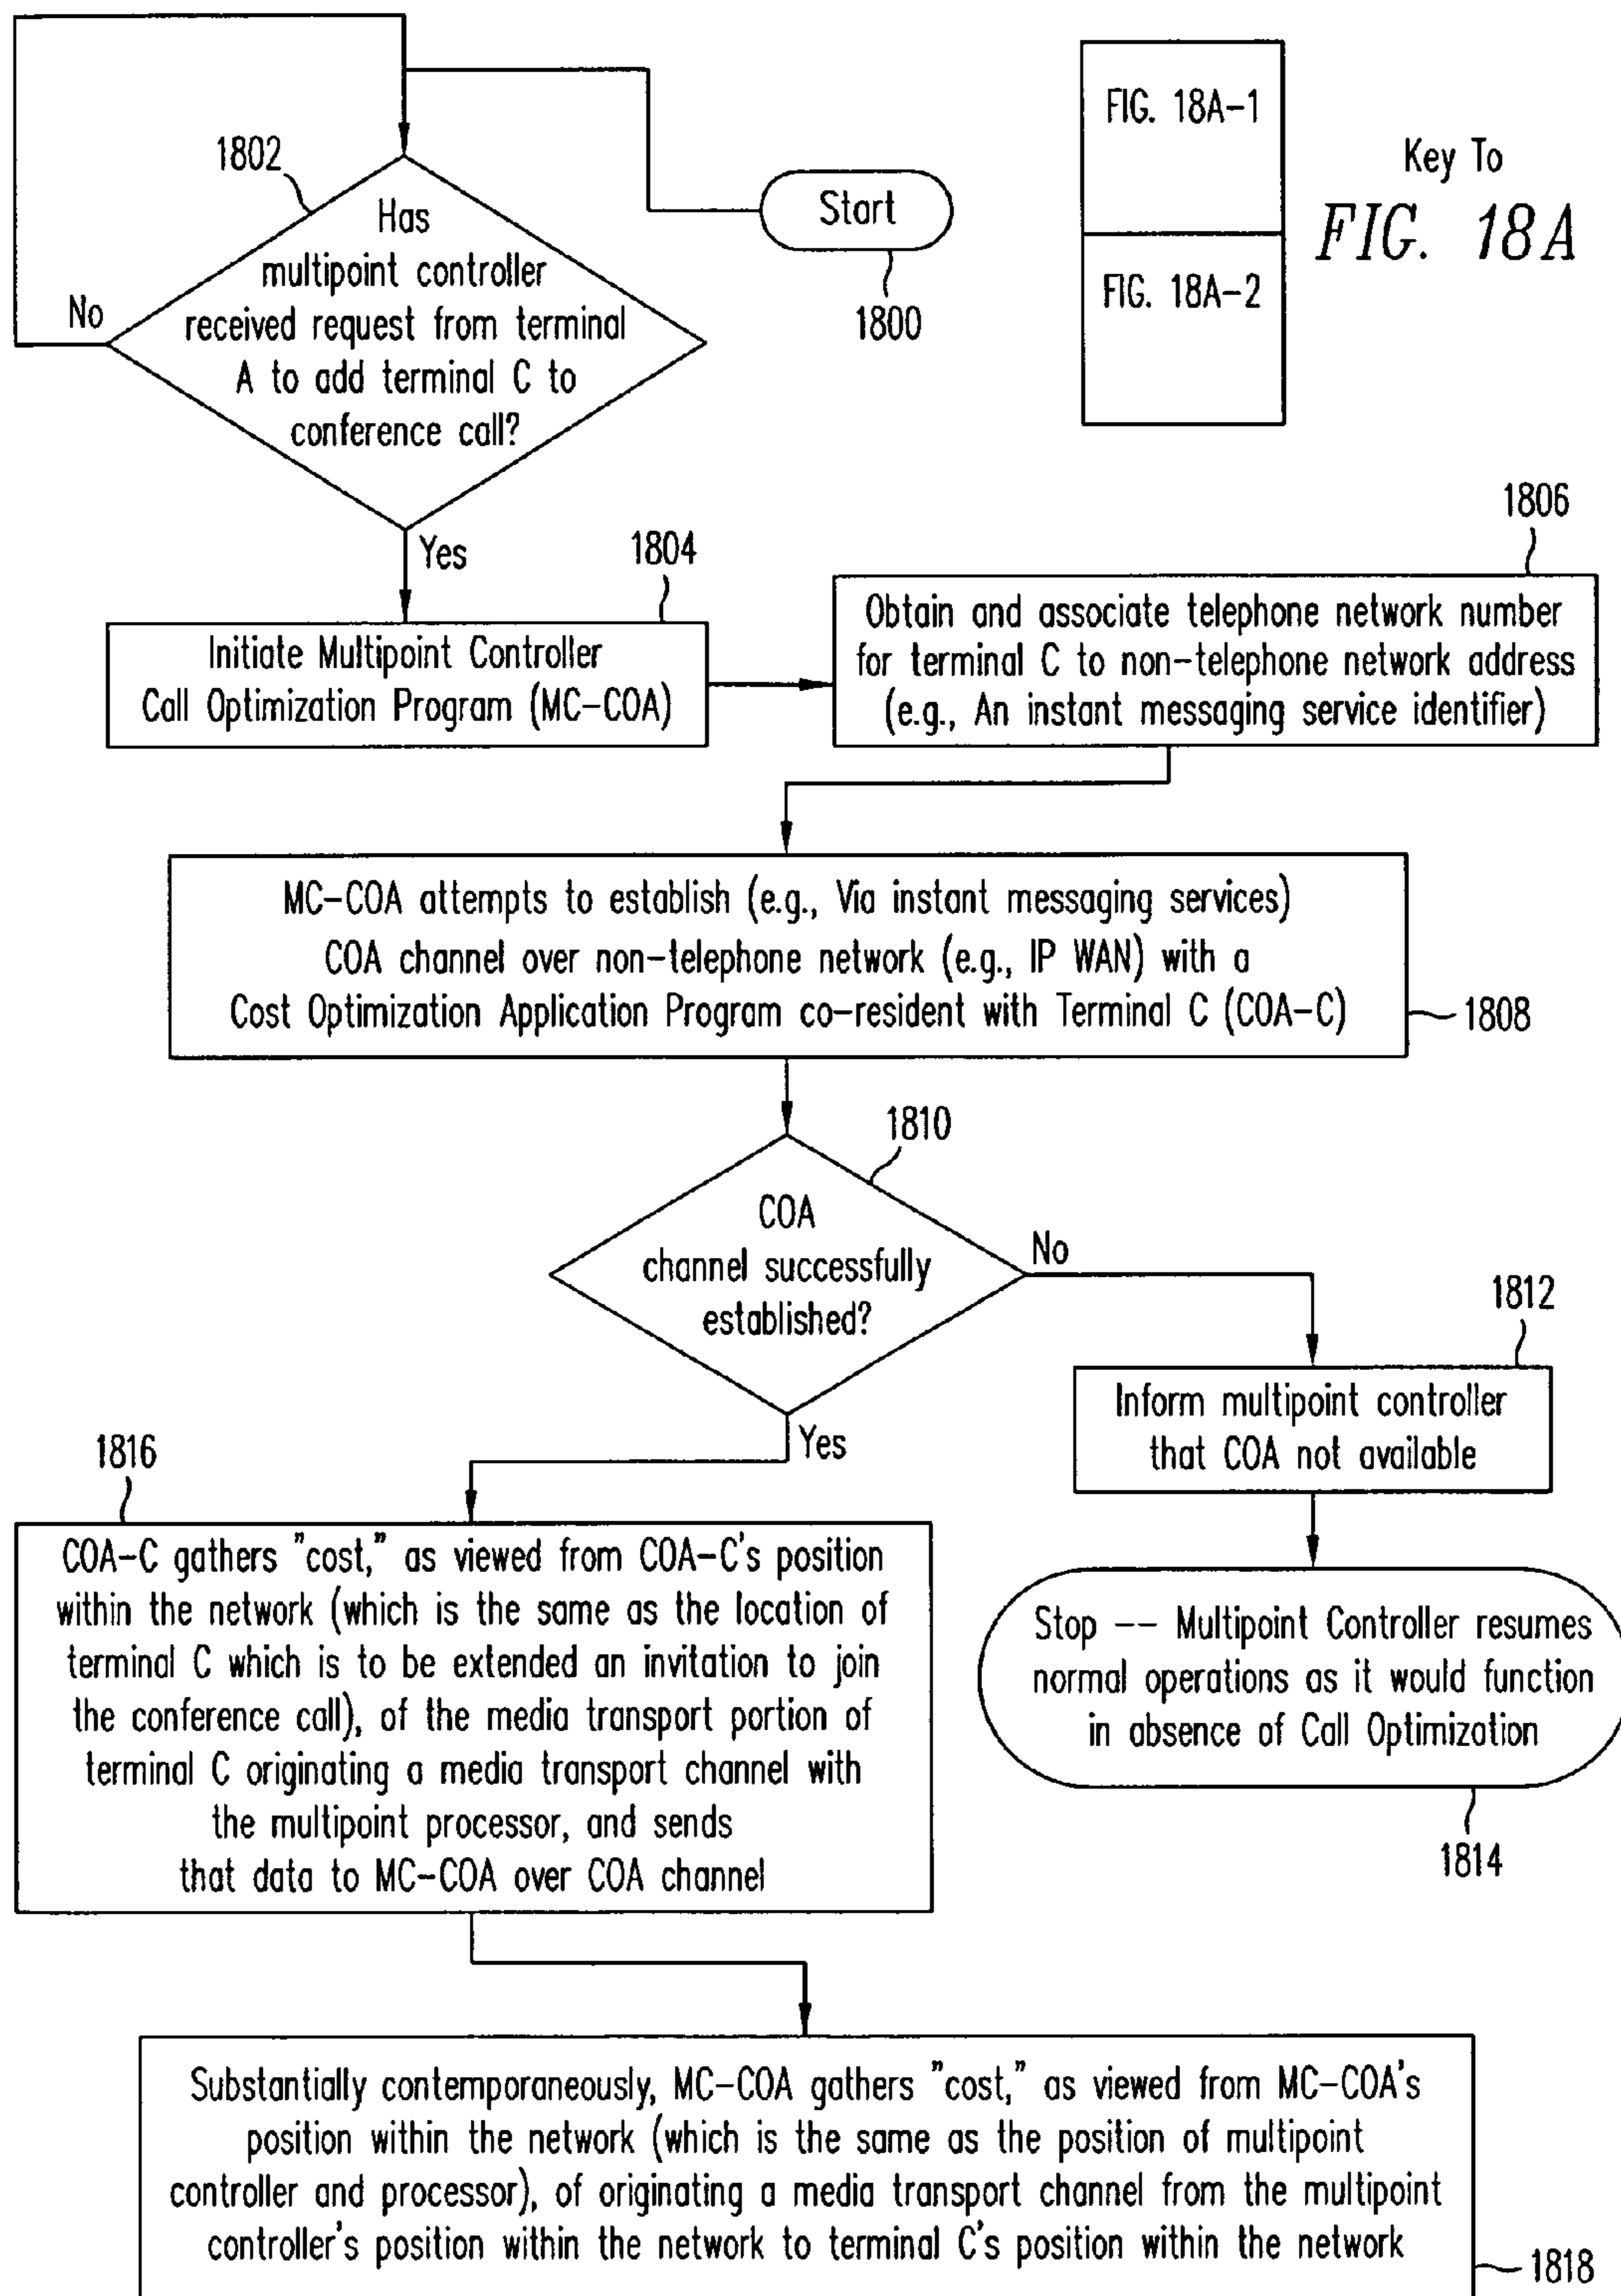 1802
Has
multipoint controller
received request from terminal
A to add terminal C to
conference call?
No
Yes
Start
1800
FIG. 18A-1
FIG. 18A-2
Key To
FIG. 18A
1804
Initiate Multipoint Controller
Call Optimization Program (MC-COA)
1806
Obtain and associate telephone network number
for terminal C to non-telephone network address
(e.g., An instant messaging service identifier)
MC-COA attempts to establish (e.g., Via instant messaging services)
COA channel over non-telephone network (e.g., IP WAN) with a
Cost Optimization Application Program co-resident with Terminal C (COA-C)
1808
1810
COA
channel successfully
established?
No
Yes
1812
Inform multipoint controller
that COA not available
Stop -- Multipoint Controller resumes
normal operations as it would function
in absence of Call Optimization
1814
1816
COA-C gathers "cost," as viewed from COA-C's position
within the network (which is the same as the location of
terminal C which is to be extended an invitation to join
the conference call), of the media transport portion of
terminal C originating a media transport channel with
the multipoint processor, and sends
that data to MC-COA over COA channel
Substantially contemporaneously, MC-COA gathers "cost," as viewed from MC-COA's
position within the network (which is the same as the position of multipoint
controller and processor), of originating a media transport channel from the multipoint
controller's position within the network to terminal C's position within the network
1818